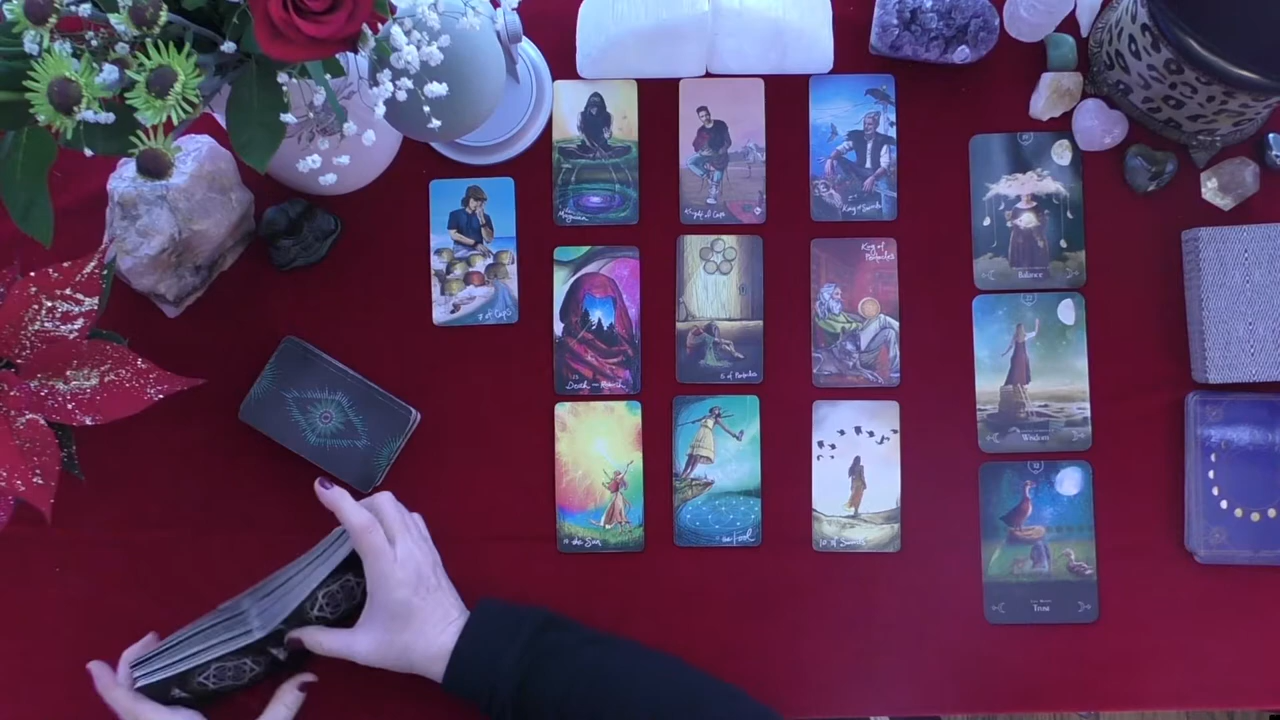 7 of Cups
Magician
Knight of Cups
King of Swords
Death - Rebirth
5 of Pentacles
King of
Pentacles
the Sun
the Fool
10 of Swords
Balance
Wisdom
Trust